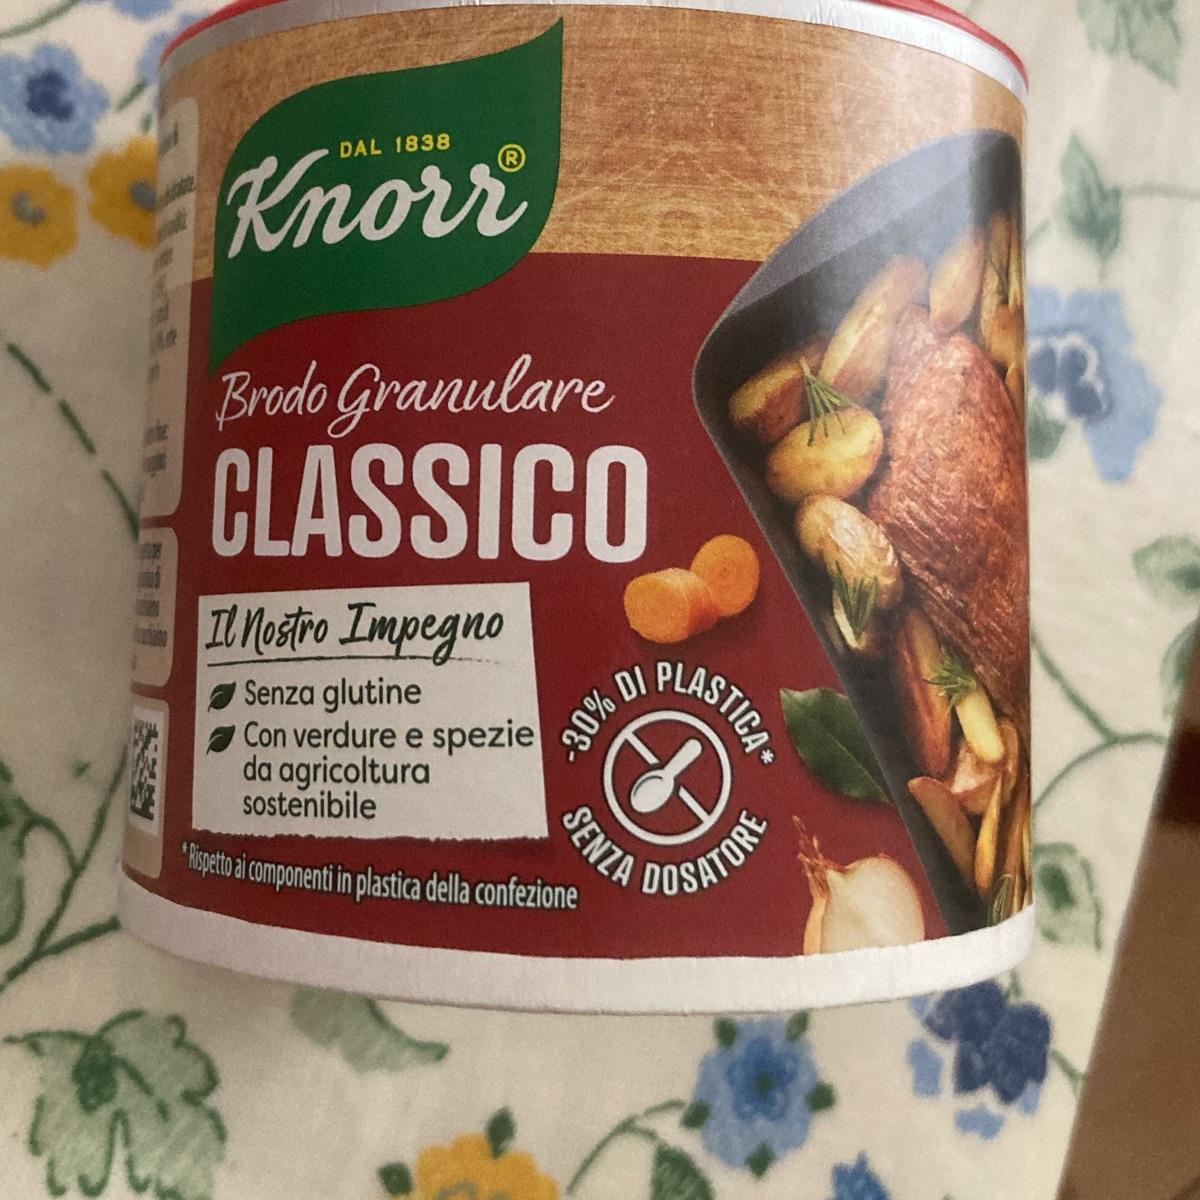 DAL 1838
Knorr®
Brodo Granulare
CLASSICO
Il Nostro Impegno
Senza glutine
Con verdure e spezie
da agricoltura
sostenibile
-30% DI PLASTICA*
SENZA DOSATORE
*Rispetto ai componenti in plastica della confezione